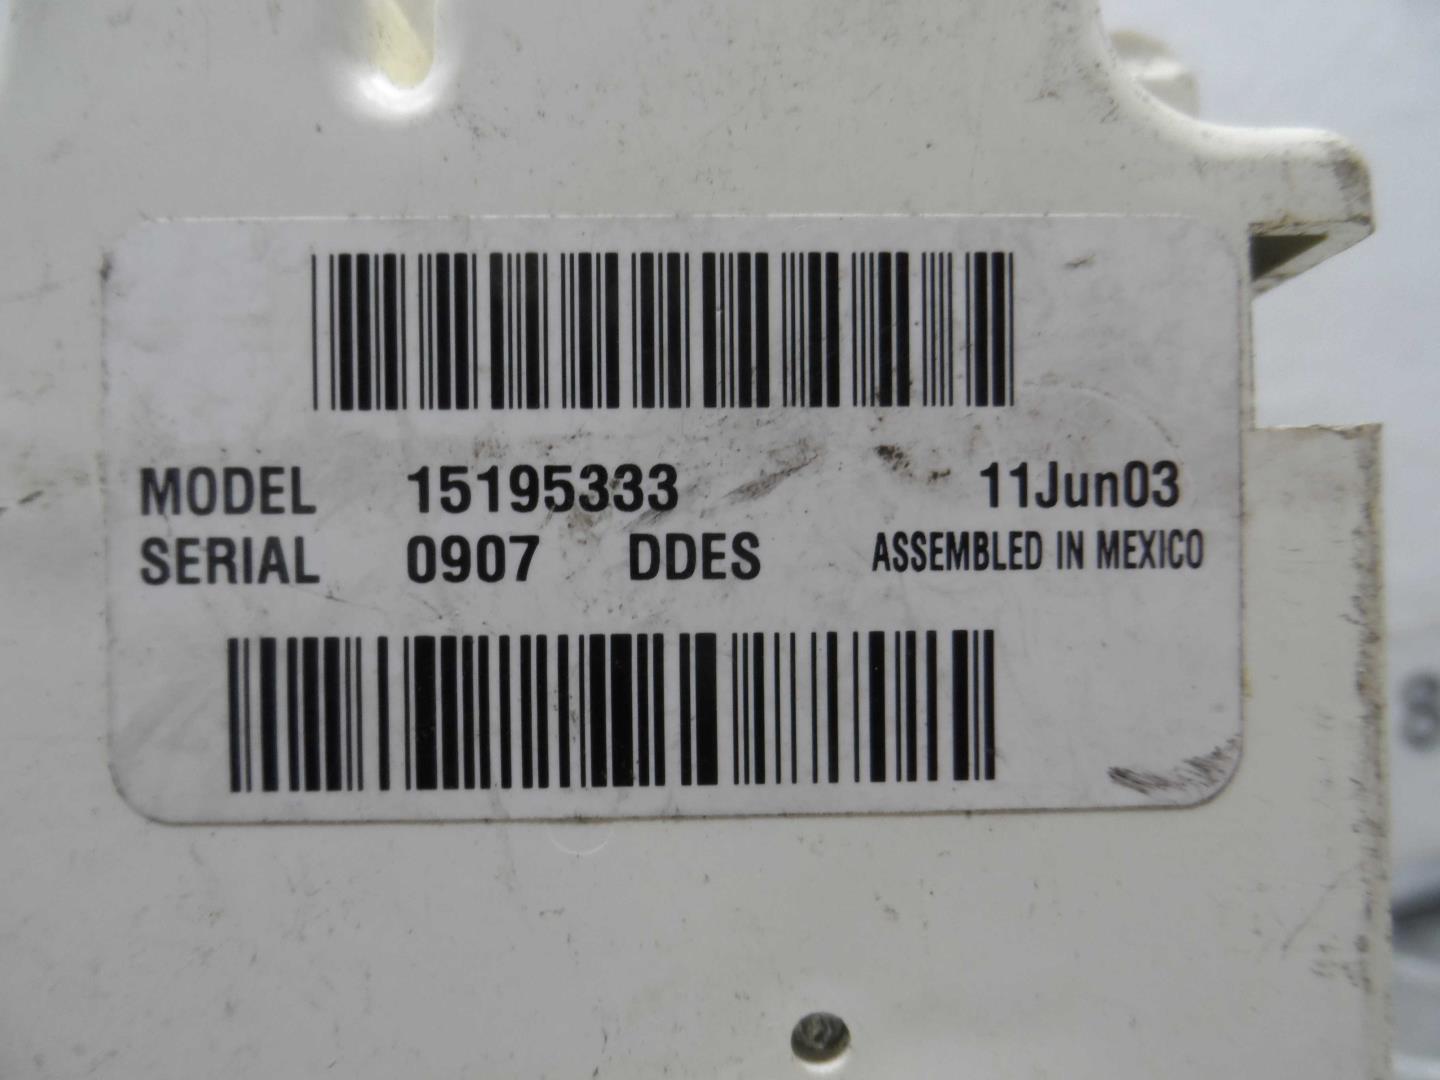 MODEL 15195333 11Jun03
SERIAL 0907 DDES ASSEMBLED IN MEXICO